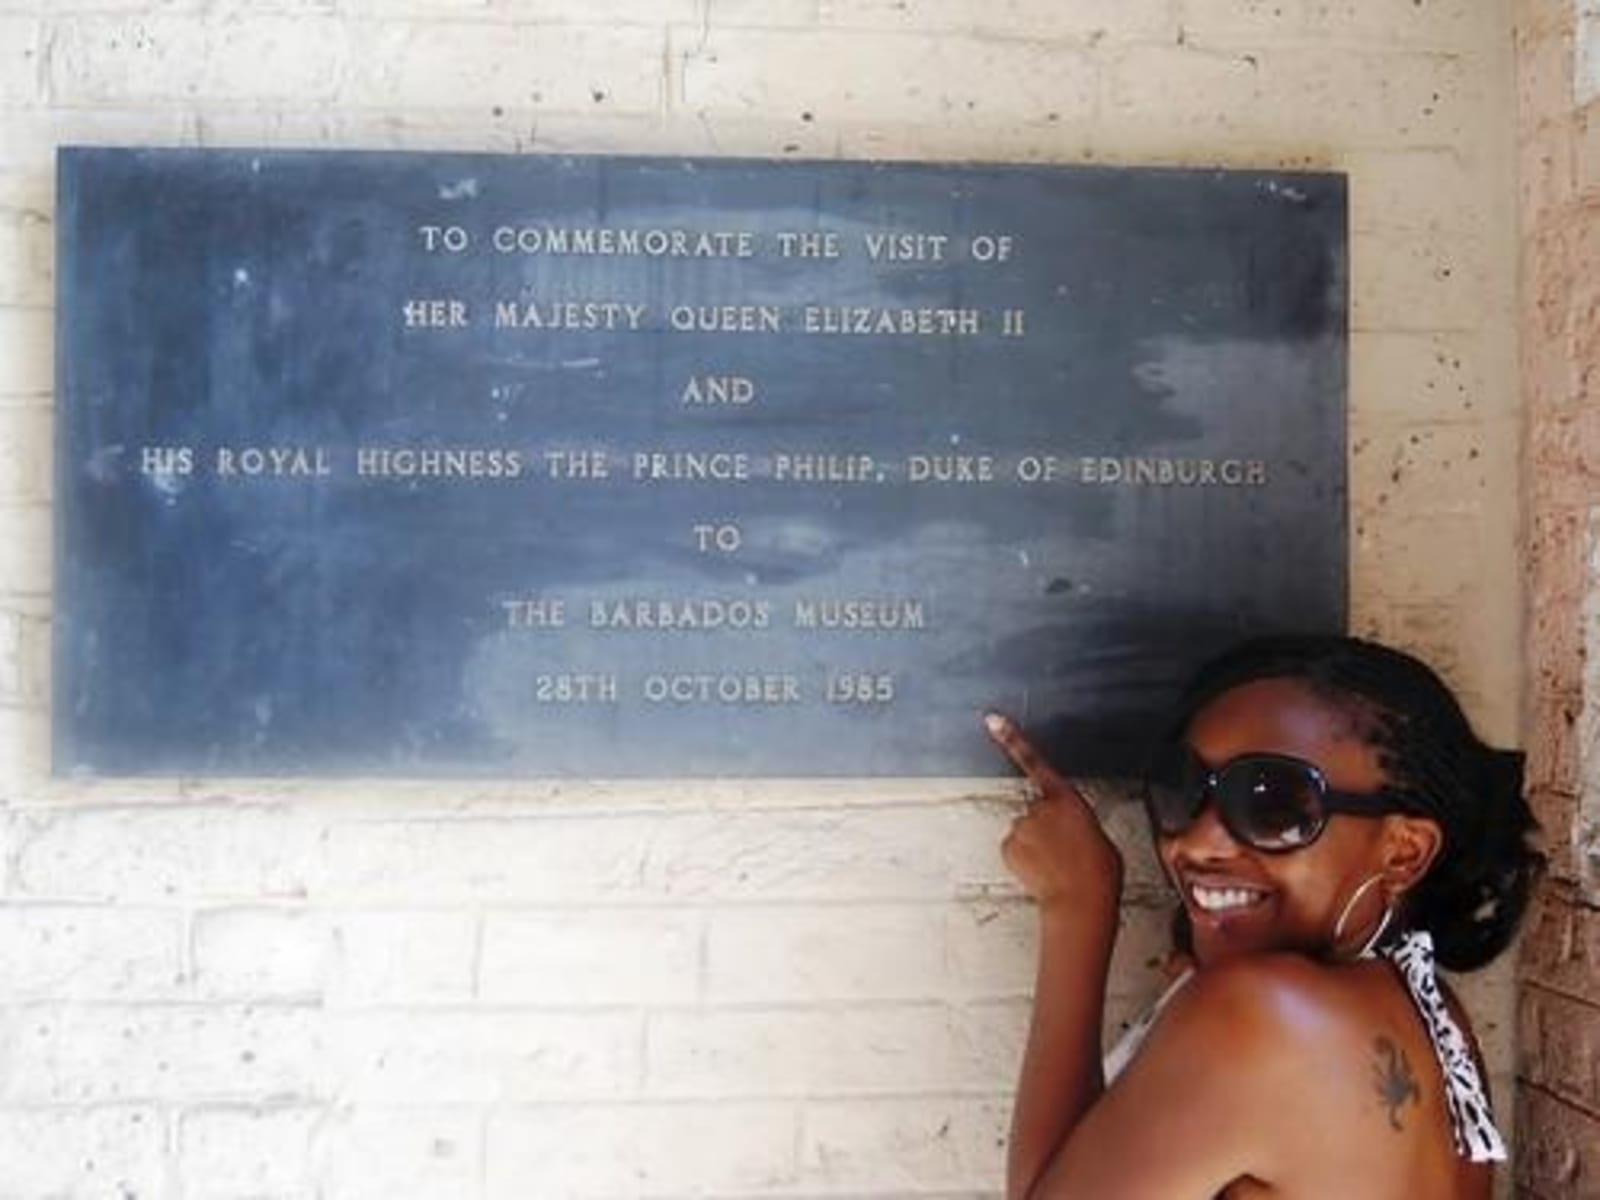 TO COMMEMORATE THE VISIT OF
HER MAJESTY QUEEN ELIZABETH II
AND
HIS ROYAL HIGHNESS THE PRINCE PHILIP, DUKE OF EDINBURGH
TO
THE BARBADOS MUSEUM
28TH OCTOBER 1985